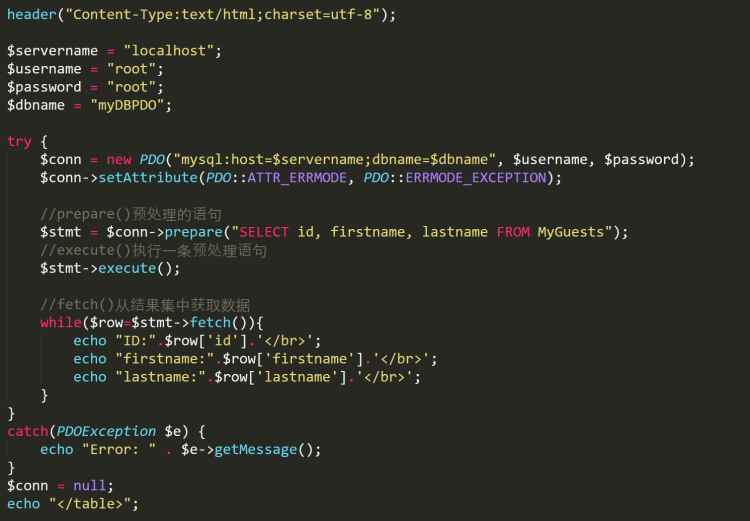 header("Content-Type:text/html;charset=utf-8");
$servername = "localhost";
$username = "root";
$password = "root";
$dbname = "myDBPDO";
try {
$conn = new PDO("mysql:host=$servername;dbname=$dbname", $username, $password);
$conn->setAttribute(PDO::ATTR_ERRMODE, PDO::ERRMODE_EXCEPTION);
//prepare()预处理的语句
$stmt = $conn->prepare("SELECT id, firstname, lastname FROM MyGuests");
//execute()执行一条预处理语句
$stmt->execute();
//fetch()从结果集中获取数据
while($row=$stmt->fetch()){
echo "ID:".$row['id'].'</br>';
echo "firstname:".$row['firstname'].'</br>';
echo "lastname:".$row['lastname'].'</br>';
}
}
catch(PDOException $e) {
echo "Error: " . $e->getMessage();
}
$conn = null;
echo "</table>";